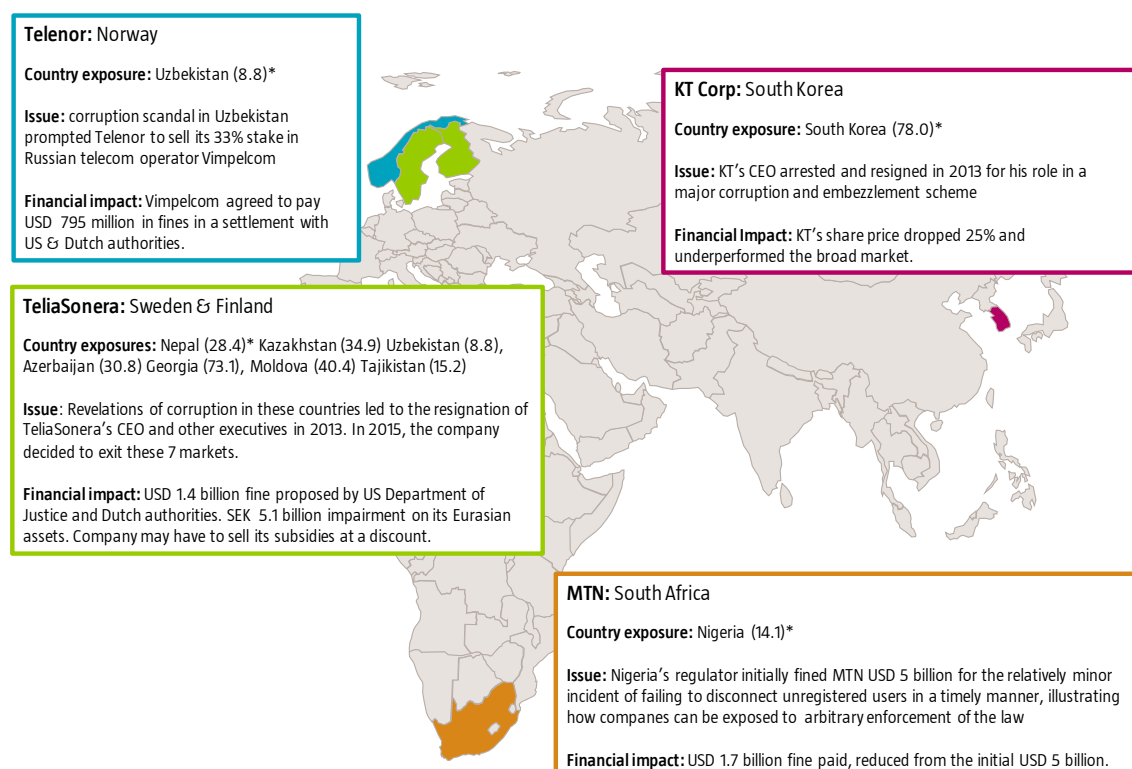 Telenor: Norway
Country exposure: Uzbekistan (8.8)*
Issue: corruption scandal in Uzbekistan
prompted Telenor to sell its 33% stake in
Russian telecom operator Vimpelcom
Financial impact: Vimpelcom agreed to pay
USD 795 million in fines in a settlement with
US & Dutch authorities.
KT Corp: South Korea
Country exposure: South Korea (78.0)*
Issue: KT's CEO arrested and resigned in 2013 for his role in a
major corruption and embezzlement scheme
Financial Impact: KT's share price dropped 25% and
underperformed the broad market.
TeliaSonera: Sweden & Finland
Country exposures: Nepal (28.4)* Kazakhstan (34.9) Uzbekistan (8.8),
Azerbaijan (30.8) Georgia (73.1), Moldova (40.4) Tajikistan (15.2)
Issue: Revelations of corruption in these countries led to the resignation of
TeliaSonera's CEO and other executives in 2013. In 2015, the company
decided to exit these 7 markets.
Financial impact: USD 1.4 billion fine proposed by US Department of
Justice and Dutch authorities. SEK 5.1 billion impairment on its Eurasian
assets. Company may have to sell its subsidies at a discount.
MTN: South Africa
Country exposure: Nigeria (14.1)*
Issue: Nigeria's regulator initially fined MTN USD 5 billion for the relatively minor
incident of failing to disconnect unregistered users in a timely manner, illustrating
how companes can be exposed to arbitrary enforcement of the law
Financial impact: USD 1.7 billion fine paid, reduced from the initial USD 5 billion.